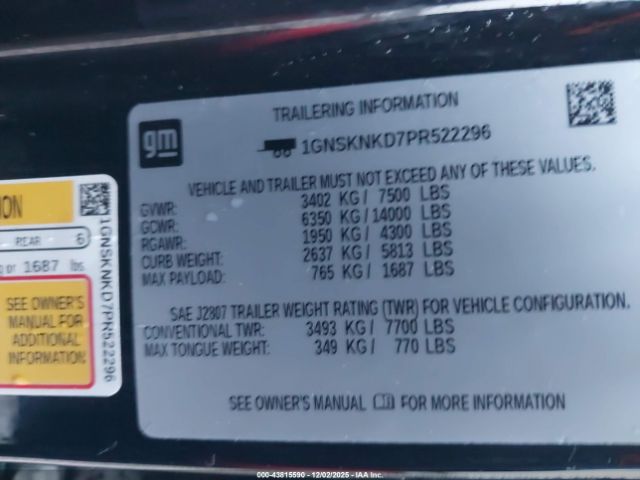 TRAILERING INFORMATION
gm
1GNSKNKD7PR522296
VEHICLE AND TRAILER MUST NOT EXCEED ANY OF THESE VALUES.
GVWR: 3402 KG / 7500 LBS
GCWR: 6350 KG / 14000 LBS
RGAWR: 1950 KG / 4300 LBS
CURB WEIGHT: 2637 KG / 5813 LBS
MAX PAYLOAD: 765 KG / 1687 LBS
SAE J2807 TRAILER WEIGHT RATING (TWR) FOR VEHICLE CONFIGURATION.
CONVENTIONAL TWR: 3493 KG / 7700 LBS
MAX TONGUE WEIGHT: 349 KG / 770 LBS
SEE OWNER'S MANUAL FOR MORE INFORMATION
REAR 6
or 1687 lbs
SEE OWNER'S
MANUAL FOR
ADDITIONAL
INFORMATION
1GNSKNKD7PR522296
000-43815590 - 12/02/2025 - IAA, Inc.